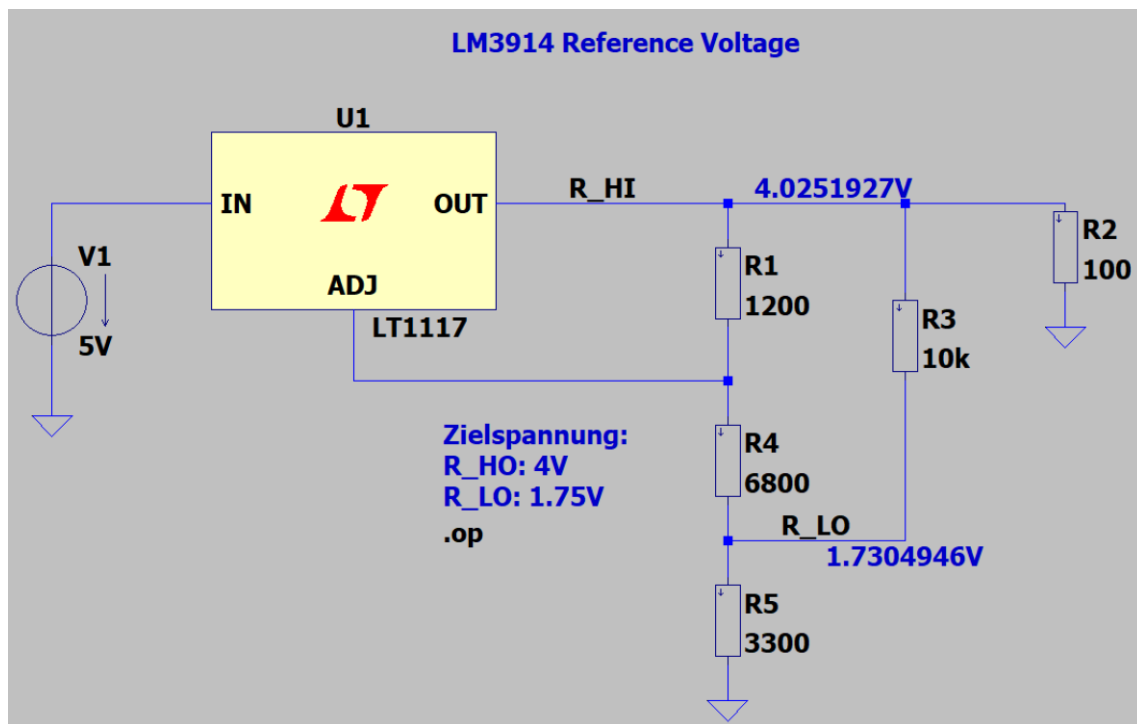 LM3914 Reference Voltage
U1
IN
OUT
ADJ
LT1117
V1
5V
R_HI
4.0251927V
R1
1200
R2
100
R3
10k
Zielspannung:
R_HO: 4V
R_LO: 1.75V
.op
R4
6800
R_LO
1.7304946V
R5
3300